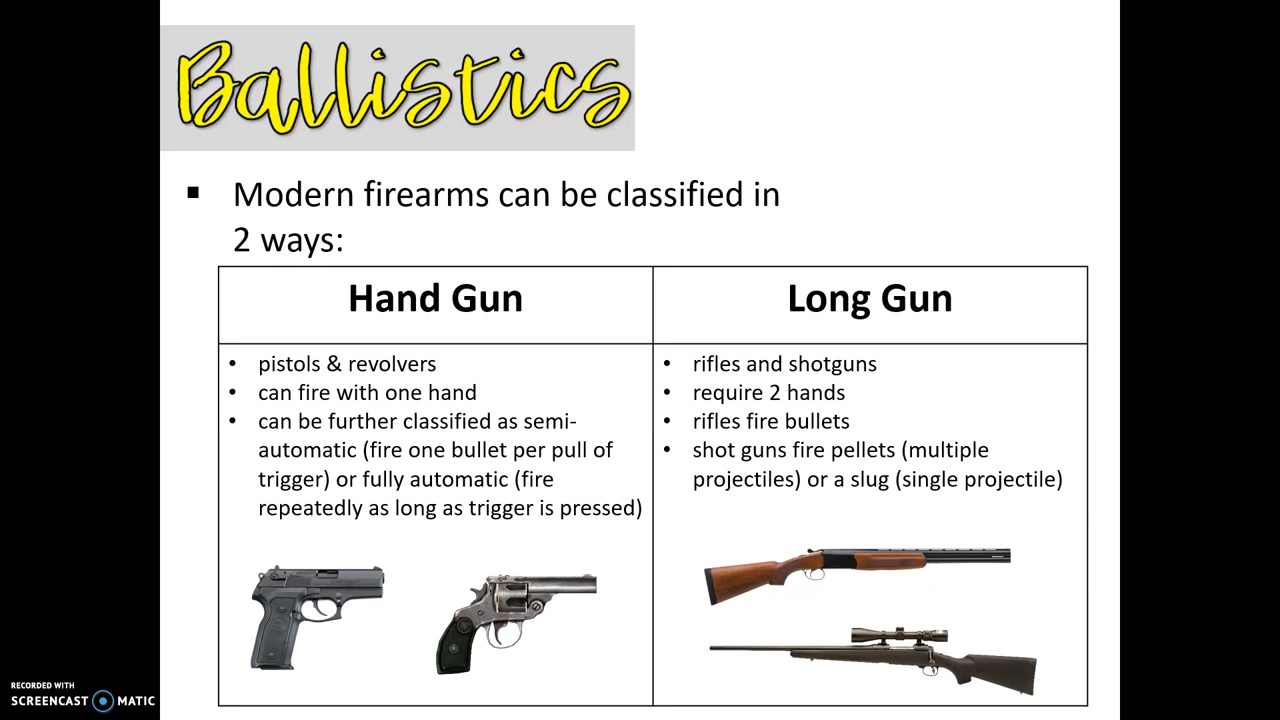 Ballistics
▪ Modern firearms can be classified in
2 ways:
Hand Gun
• pistols & revolvers
• can fire with one hand
• can be further classified as semi-
automatic (fire one bullet per pull of
trigger) or fully automatic (fire
repeatedly as long as trigger is pressed)
Long Gun
• rifles and shotguns
• require 2 hands
• rifles fire bullets
• shot guns fire pellets (multiple
projectiles) or a slug (single projectile)
RECORDED WITH
SCREENCAST MATIC